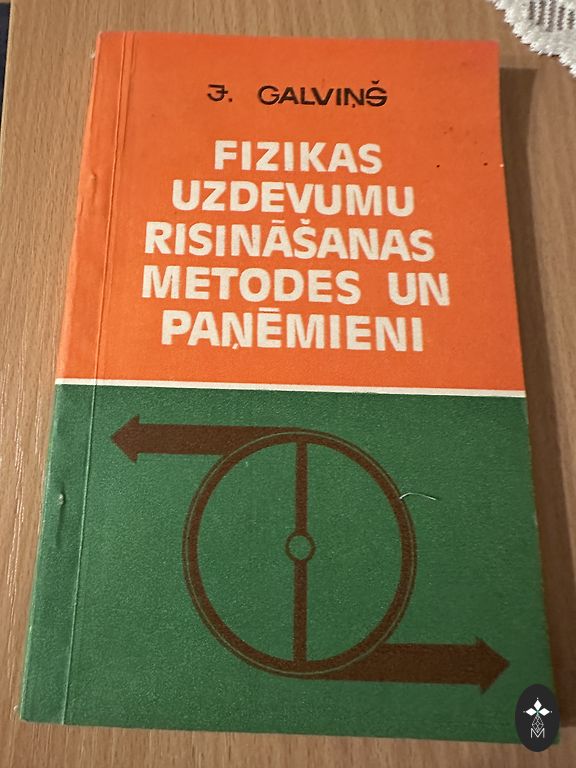 J. GALVIŅŠ
FIZIKAS
UZDEVUMU
RISINĀŠANAS
METODES UN
PAŅĒMIENI
M